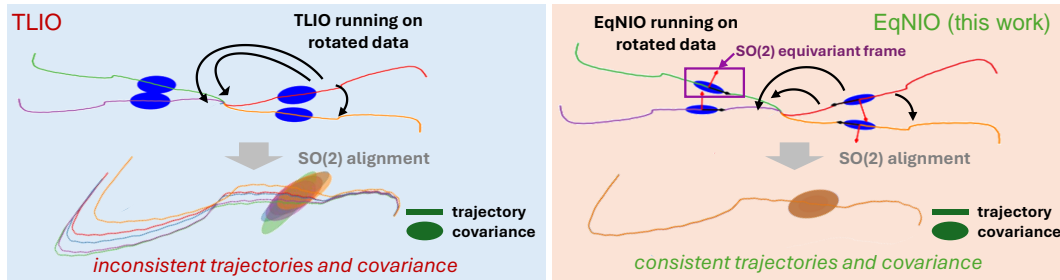 TLIO
TLIO running on
rotated data
SO(2) alignment
trajectory
covariance
inconsistent trajectories and covariance
EqNIO running on
rotated data
EqNIO (this work)
SO(2) equivariant frame
SO(2) alignment
trajectory
covariance
consistent trajectories and covariance